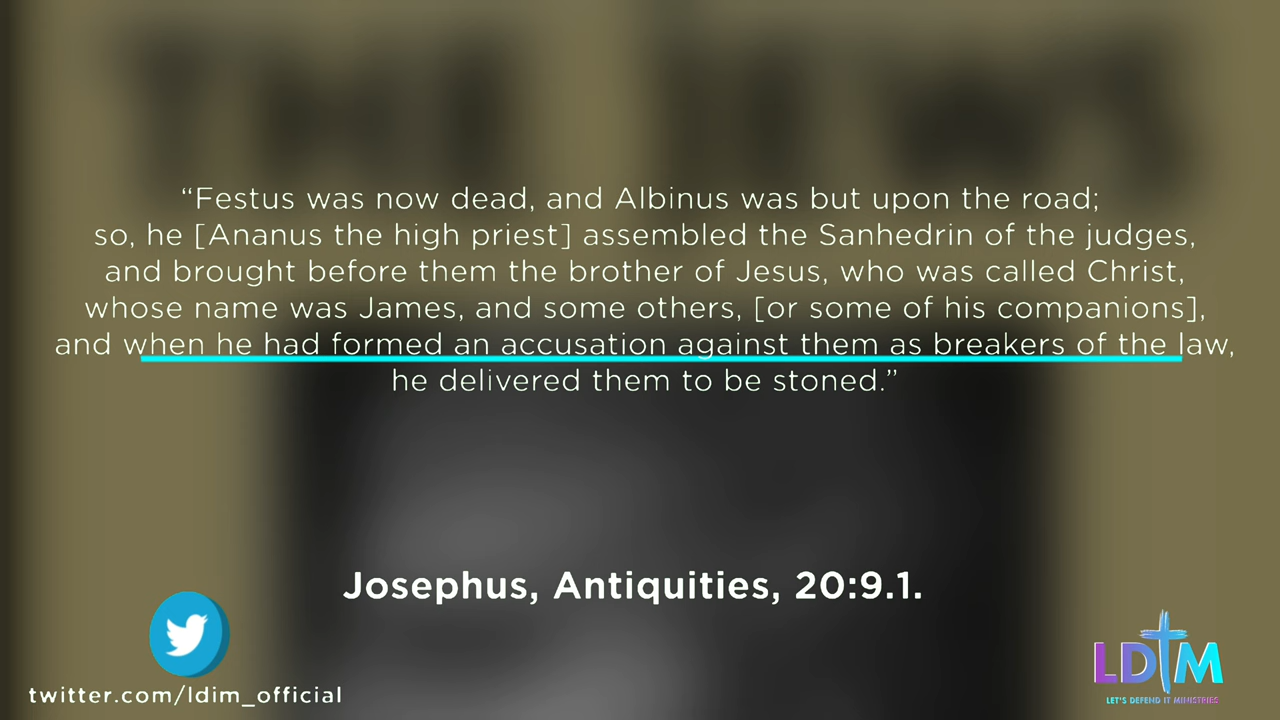 “Festus was now dead, and Albinus was but upon the road;
so, he [Ananus the high priest] assembled the Sanhedrin of the judges,
and brought before them the brother of Jesus, who was called Christ,
whose name was James, and some others, [or some of his companions],
and when he had formed an accusation against them as breakers of the law,
he delivered them to be stoned.”
Josephus, Antiquities, 20:9.1.
twitter.com/ldim_official
LDIM
LET'S DEFEND IT MINISTRIES